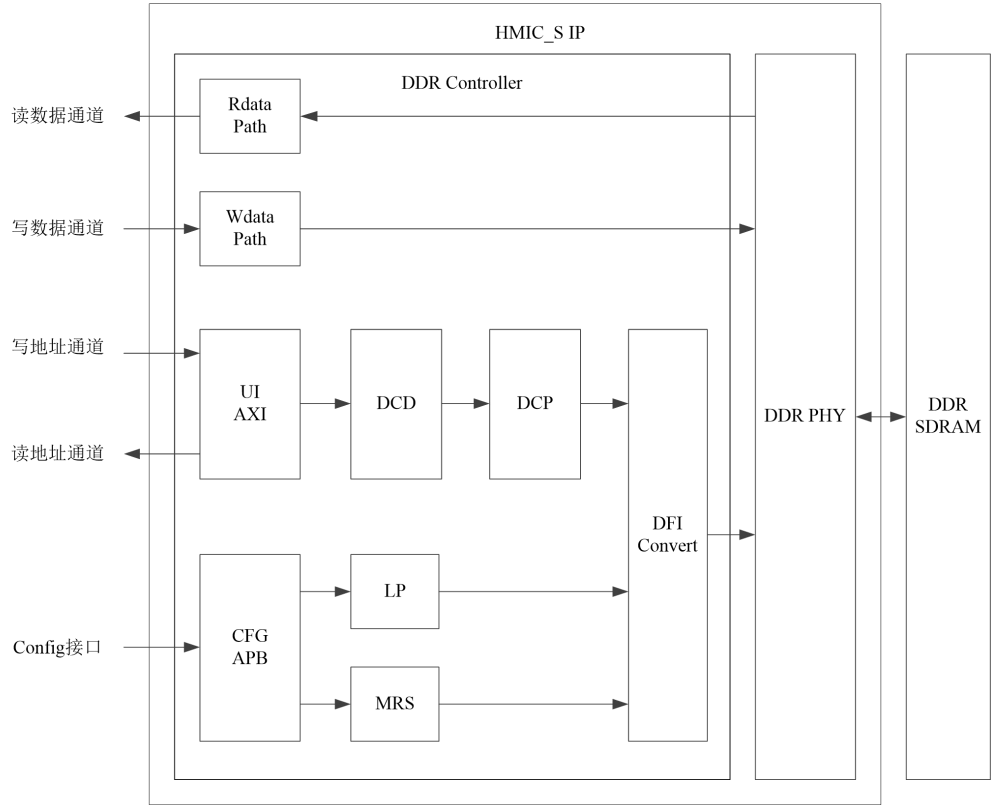 HMIC_S IP
DDR Controller
读数据通道
Rdata
Path
写数据通道
Wdata
Path
写地址通道
读地址通道
UI
AXI
DCD
DCP
DFI
Convert
DDR PHY
DDR
SDRAM
Config接口
CFG
APB
LP
MRS